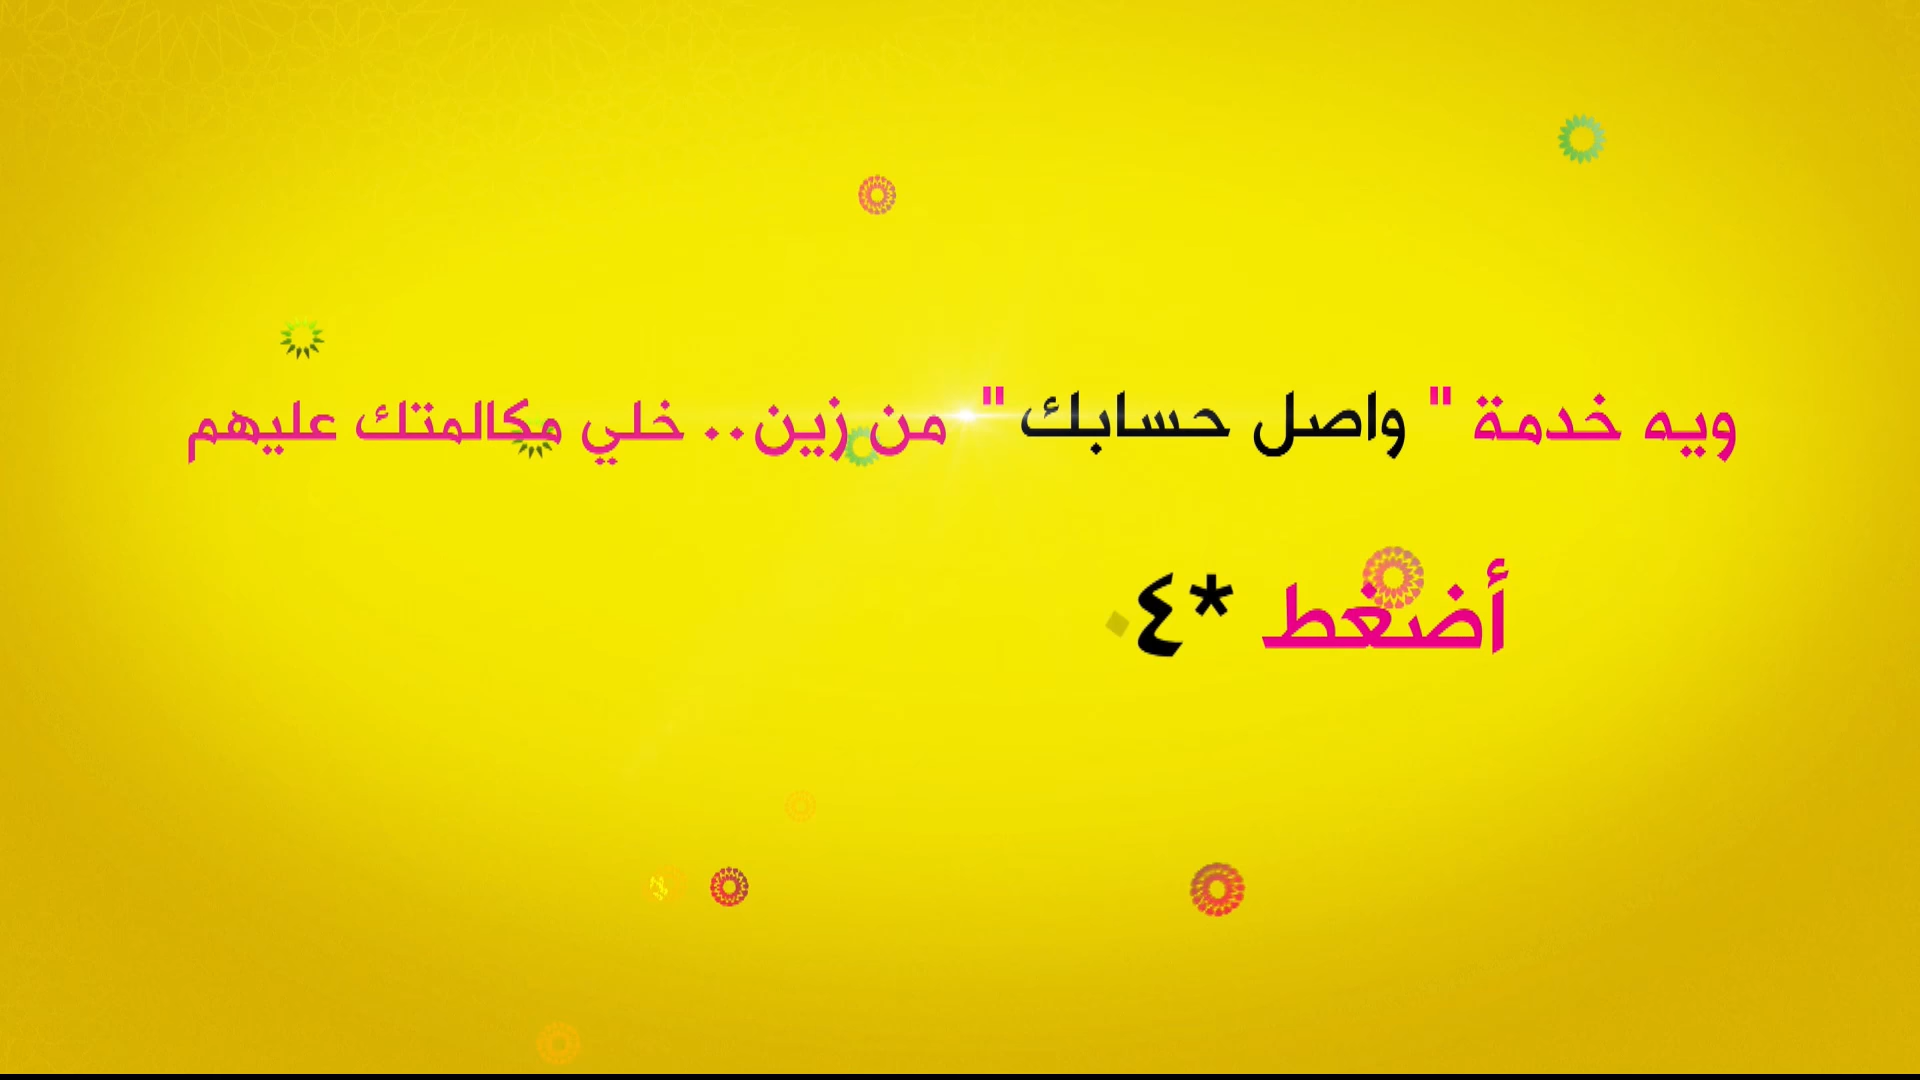 ويه خدمة " واصل حسابك " من زين.. خلي مكالمتك عليهم
أضغط *٤